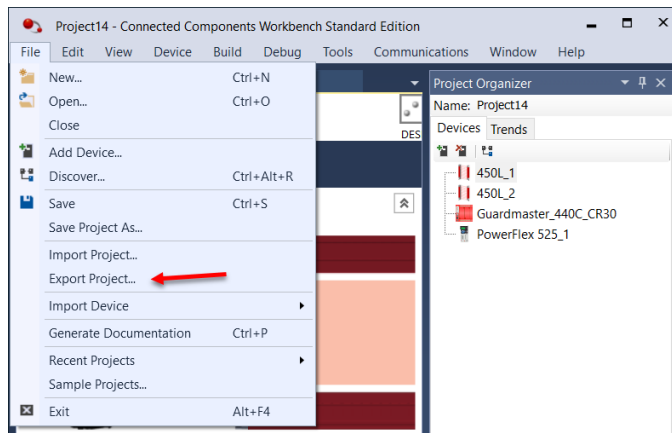 Project14 - Connected Components Workbench Standard Edition
File Edit View Device Build Debug Tools Communications Window Help
New... Ctrl+N
Open... Ctrl+O
Close
Add Device...
Discover... Ctrl+Alt+R
Save Ctrl+S
Save Project As...
Import Project...
Export Project...
Import Device
Generate Documentation Ctrl+P
Recent Projects
Sample Projects...
Exit Alt+F4
DES
Project Organizer
Name: Project14
Devices Trends
450L_1
450L_2
Guardmaster_440C_CR30
PowerFlex 525_1